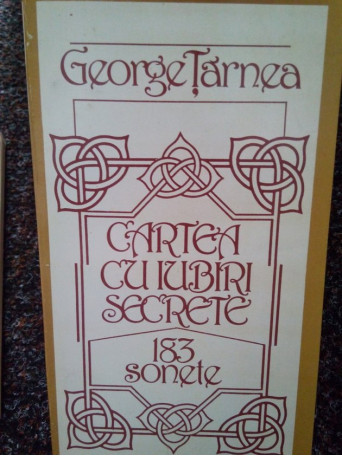 George Țarnea
CARTEA
CU IUBIRI
SECRETE
183
sonete